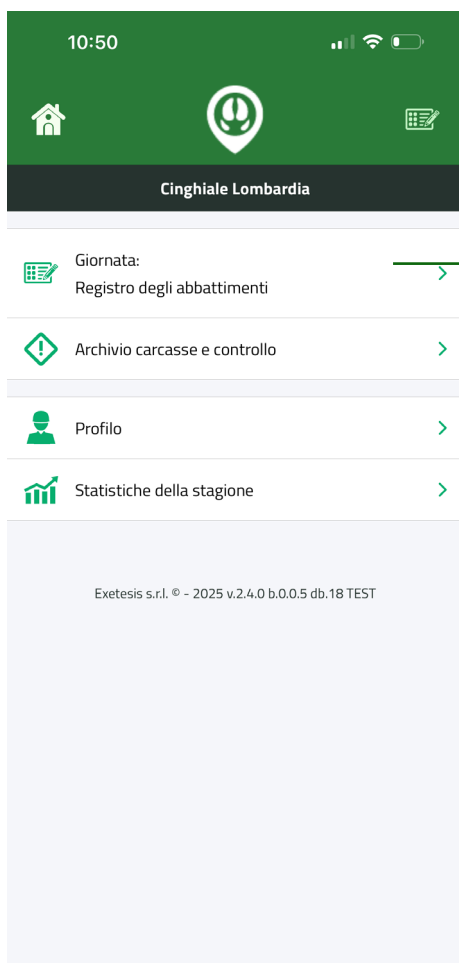 10:50
Cinghiale Lombardia
Giornata:
Registro degli abbattimenti
Archivio carcasse e controllo
Profilo
Statistiche della stagione
Exetesis s.r.l. © - 2025 v.2.4.0 b.0.0.5 db.18 TEST